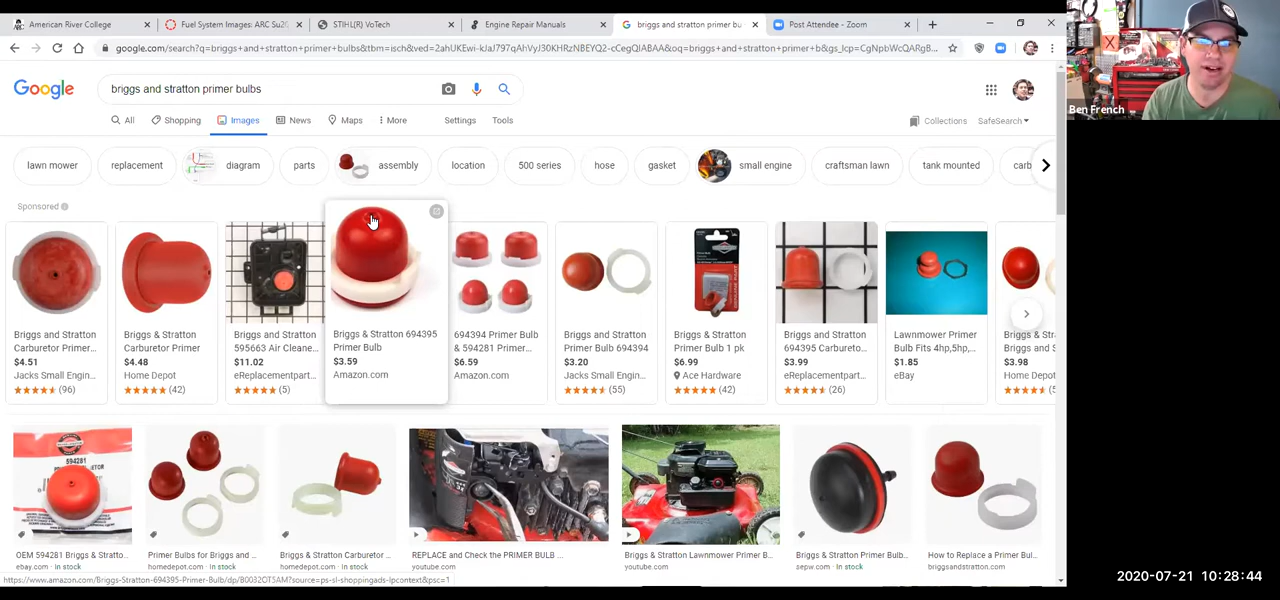 American River College
Fuel System Images: ARC Su20
STIHL(R) VoTech
Engine Repair Manuals
briggs and stratton primer bu
Post Attendee - Zoom
google.com/search?q=briggs+and+stratton+primer+bulbs&tbm=isch&ved=2ahUKEwi-kJaJ797qAhVyJ30KHRzNBEYQ2-cCegQIABAA&oq=briggs+and+stratton+primer+b&gs_lcp=CgNpbWcQARgB...
Ben French
Google
briggs and stratton primer bulbs
All
Shopping
Images
News
Maps
More
Settings
Tools
Collections
SafeSearch
lawn mower
replacement
diagram
parts
assembly
location
500 series
hose
gasket
small engine
craftsman lawn
tank mounted
carb
Sponsored
Briggs and Stratton
Carburetor Primer...
$4.51
Jacks Small Engin...
(96)
Briggs & Stratton
Carburetor Primer
$4.48
Home Depot
(42)
Briggs and Stratton
595663 Air Cleane...
$11.02
eReplacementpart...
(5)
Briggs & Stratton 694395
Primer Bulb
$3.59
Amazon.com
694394 Primer Bulb
& 594281 Primer...
$6.59
Amazon.com
Briggs and Stratton
Primer Bulb 694394
$3.20
Jacks Small Engin...
(55)
Briggs & Stratton
Primer Bulb 1 pk
$6.99
Ace Hardware
(42)
Briggs & Stratton
694395 Carbureto...
$3.99
eReplacementpart...
(26)
Lawnmower Primer
Bulb Fits 4hp,5hp,...
$1.85
eBay
Briggs &
Briggs and S
$3.98
Home Depot
594281
OEM 594281 Briggs & Stratto...
ebay.com · In stock
Primer Bulbs for Briggs and ...
homedepot.com · In stock
Briggs & Stratton Carburetor ...
homedepot.com · In stock
REPLACE and Check the PRIMER BULB ...
youtube.com
Briggs & Stratton Lawnmower Primer B...
youtube.com
Briggs & Stratton Primer Bulb...
sepw.com · In stock
How to Replace a Primer Bulb ...
briggsandstratton.com
https://www.amazon.com/Briggs-Stratton-694395-Primer-Bulb/dp/B0032OT5AM?source=ps-sl-shoppingads-lpcontext&psc=1
2020-07-21 10:28:44